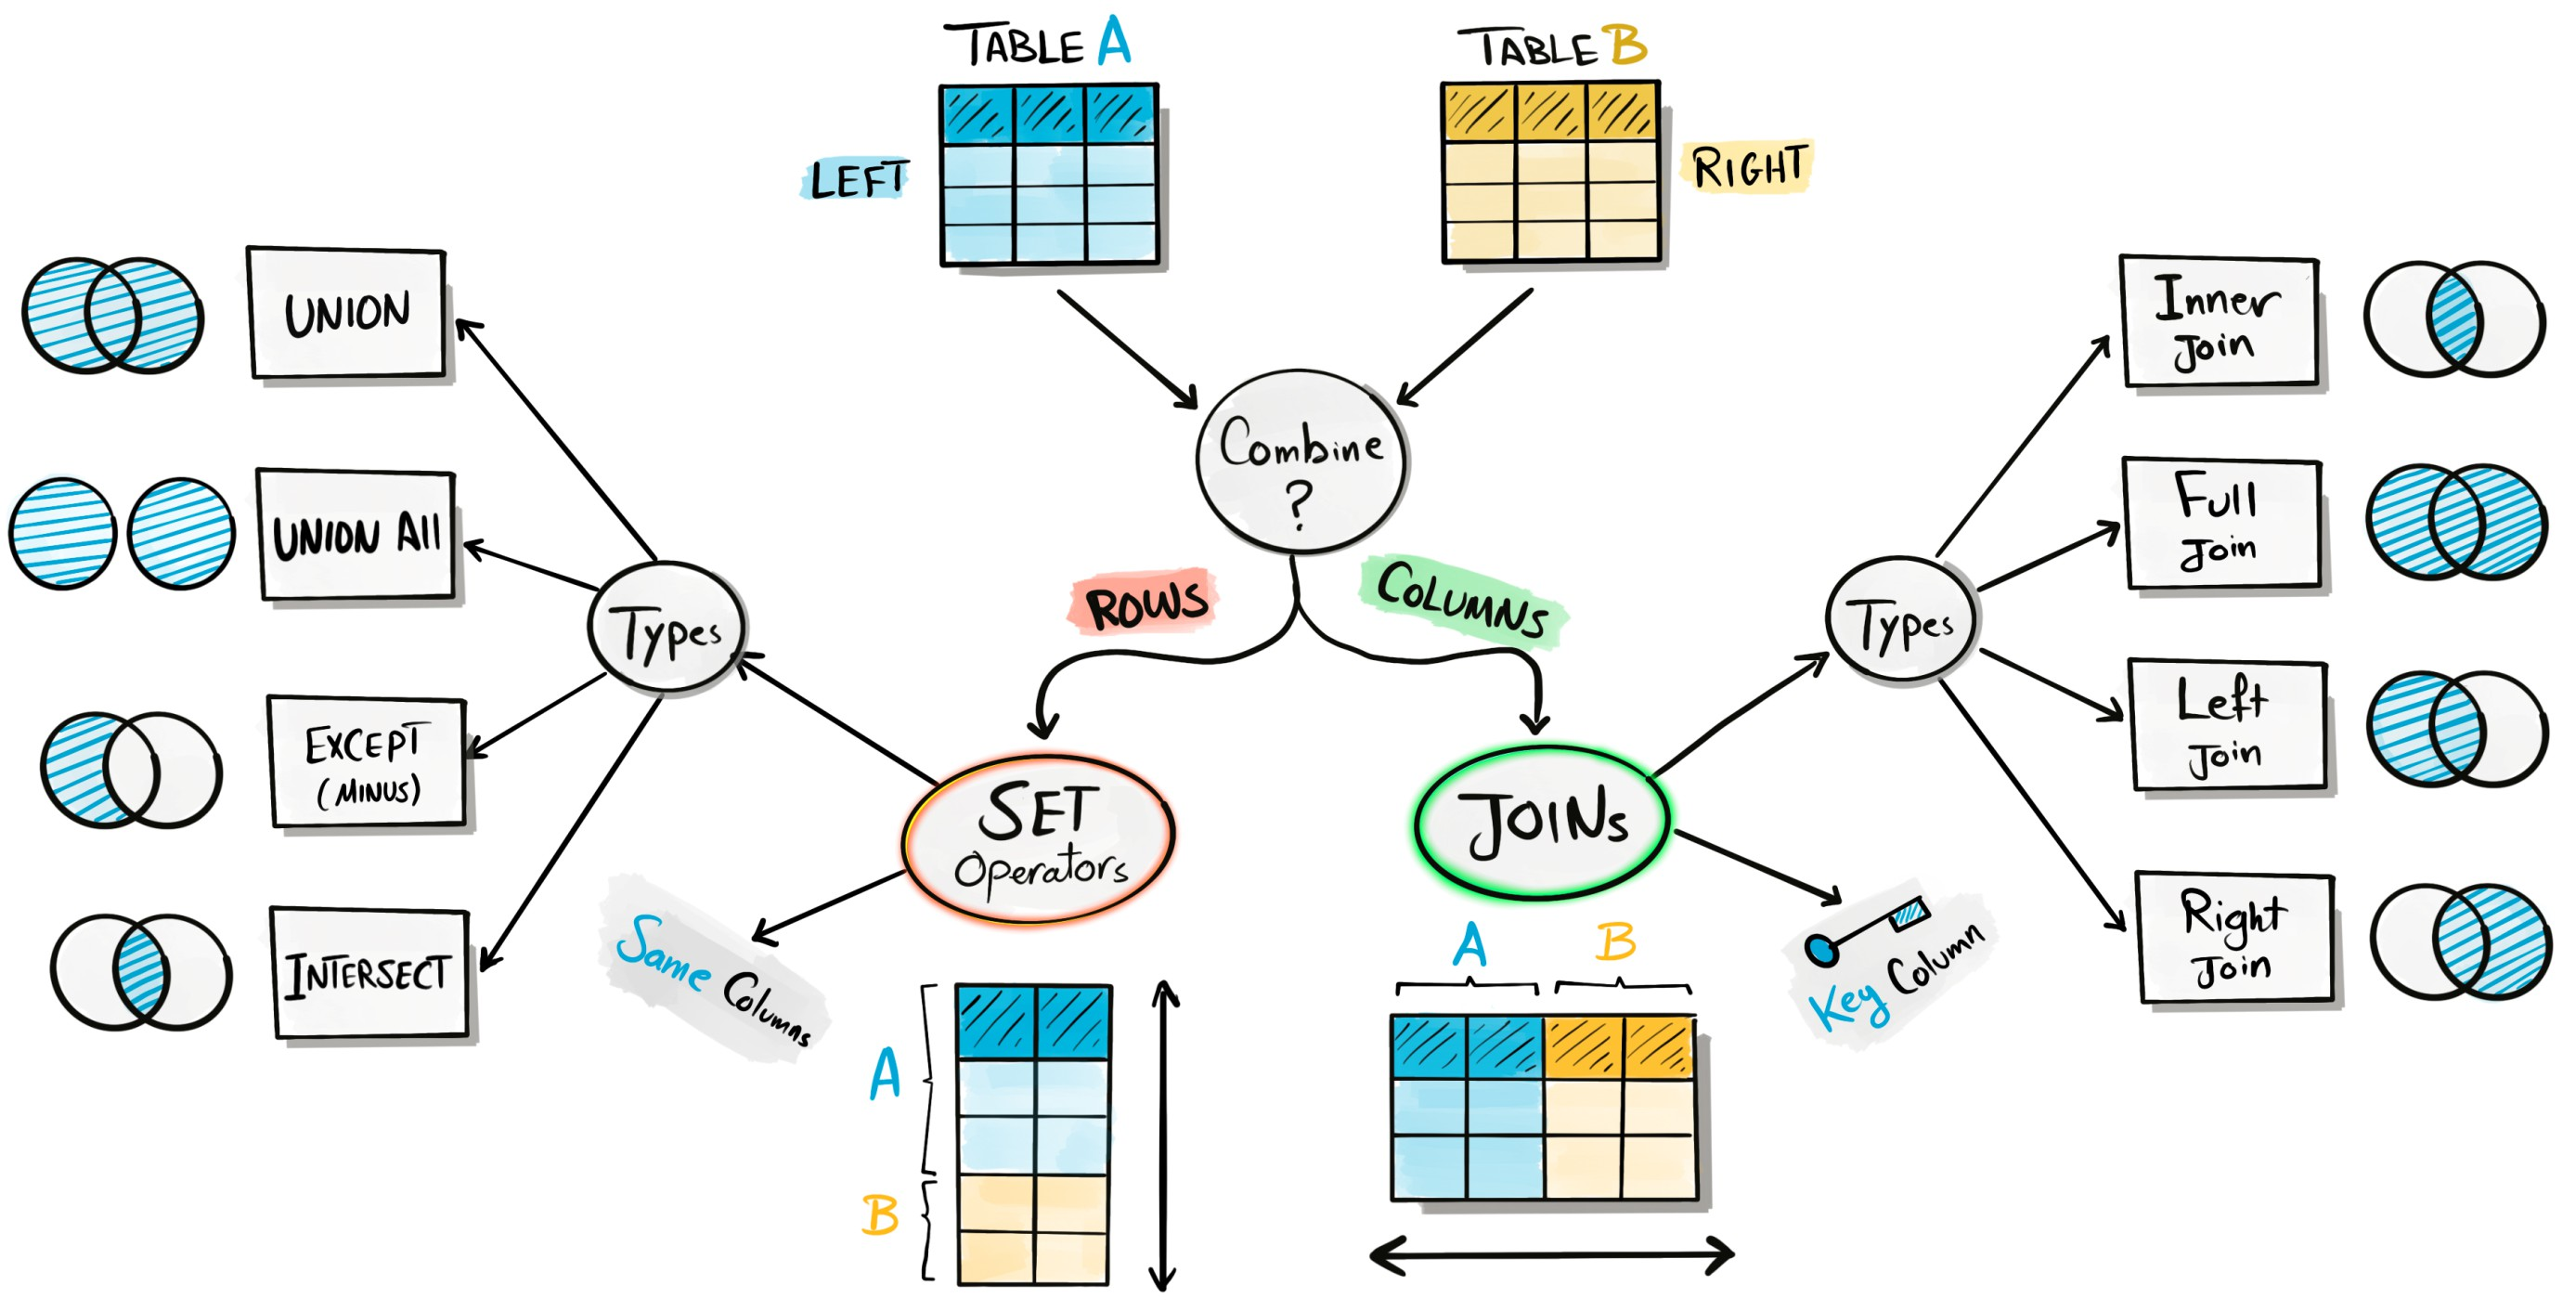 TABLE A
TABLE B
LEFT
RIGHT
Combine
?
ROWS
COLUMNS
UNION
UNION All
EXCEPT
(MINUS)
INTERSECT
Types
SET
Operators
Same Columns
A
B
JOINs
A
B
Key Column
Types
Inner
Join
Full
Join
Left
Join
Right
Join